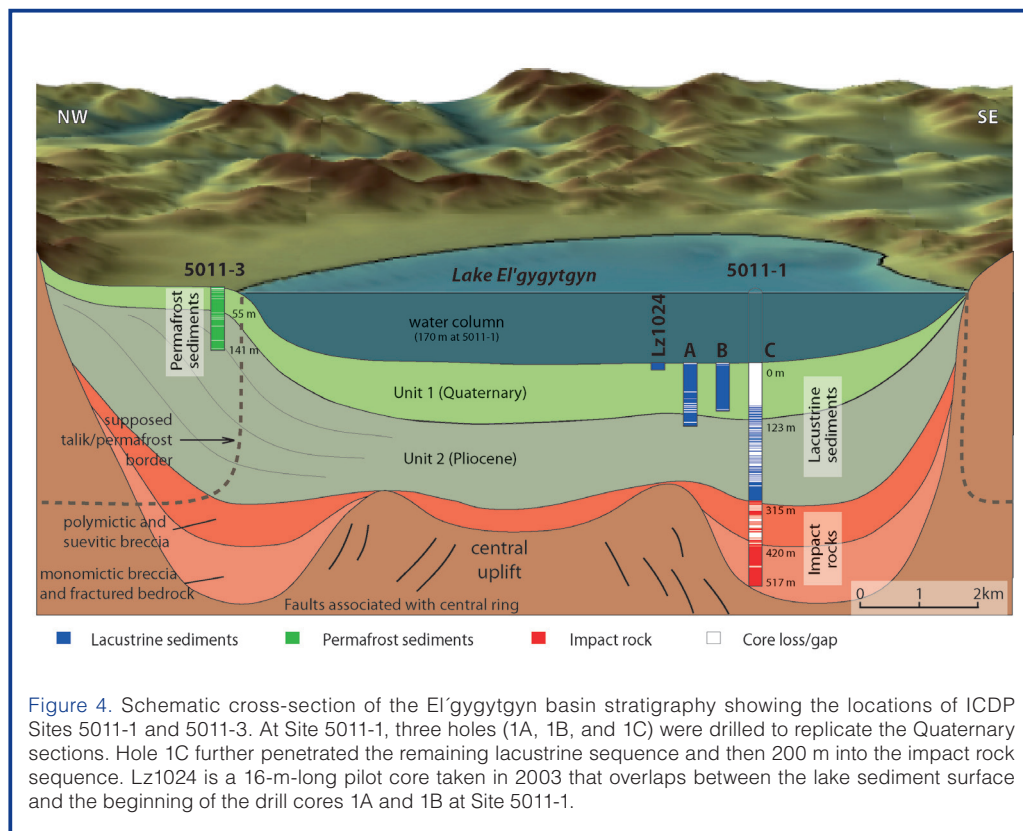 NW
SE
5011-3
Lake El'gygytgyn
5011-1
Permafrost
sediments
55 m
141 m
water column
(170 m at 5011-1)
Lz1024
A
B
C
0 m
Unit 1 (Quaternary)
123 m
Lacustrine
sediments
supposed
talik/permafrost
border
Unit 2 (Pliocene)
315 m
polymictic and
suevitic breccia
central
uplift
420 m
Impact
rocks
monomictic breccia
and fractured bedrock
517 m
Faults associated with central ring
0 1 2km
Lacustrine sediments
Permafrost sediments
Impact rock
Core loss/gap
Figure 4. Schematic cross-section of the El´gygytgyn basin stratigraphy showing the locations of ICDP
Sites 5011-1 and 5011-3. At Site 5011-1, three holes (1A, 1B, and 1C) were drilled to replicate the Quaternary
sections. Hole 1C further penetrated the remaining lacustrine sequence and then 200 m into the impact rock
sequence. Lz1024 is a 16-m-long pilot core taken in 2003 that overlaps between the lake sediment surface
and the beginning of the drill cores 1A and 1B at Site 5011-1.